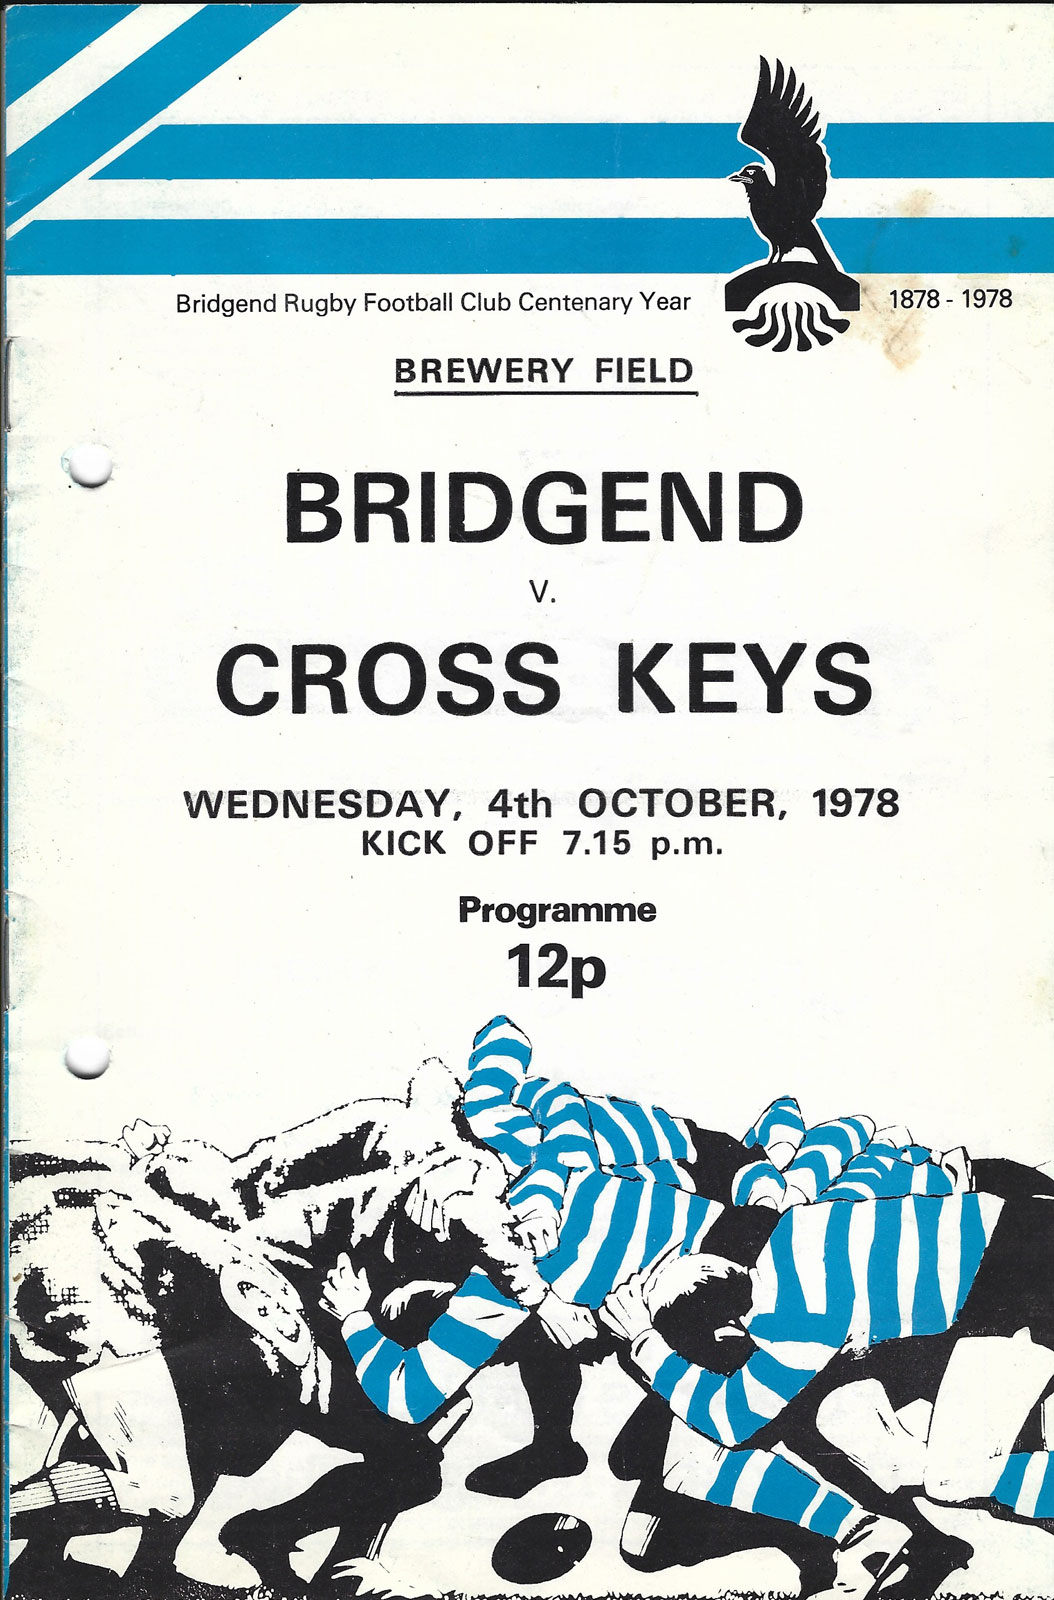 Bridgend Rugby Football Club Centenary Year 1878 - 1978
BREWERY FIELD
BRIDGEND
V.
CROSS KEYS
WEDNESDAY, 4th OCTOBER, 1978
KICK OFF 7.15 p.m.
Programme
12p